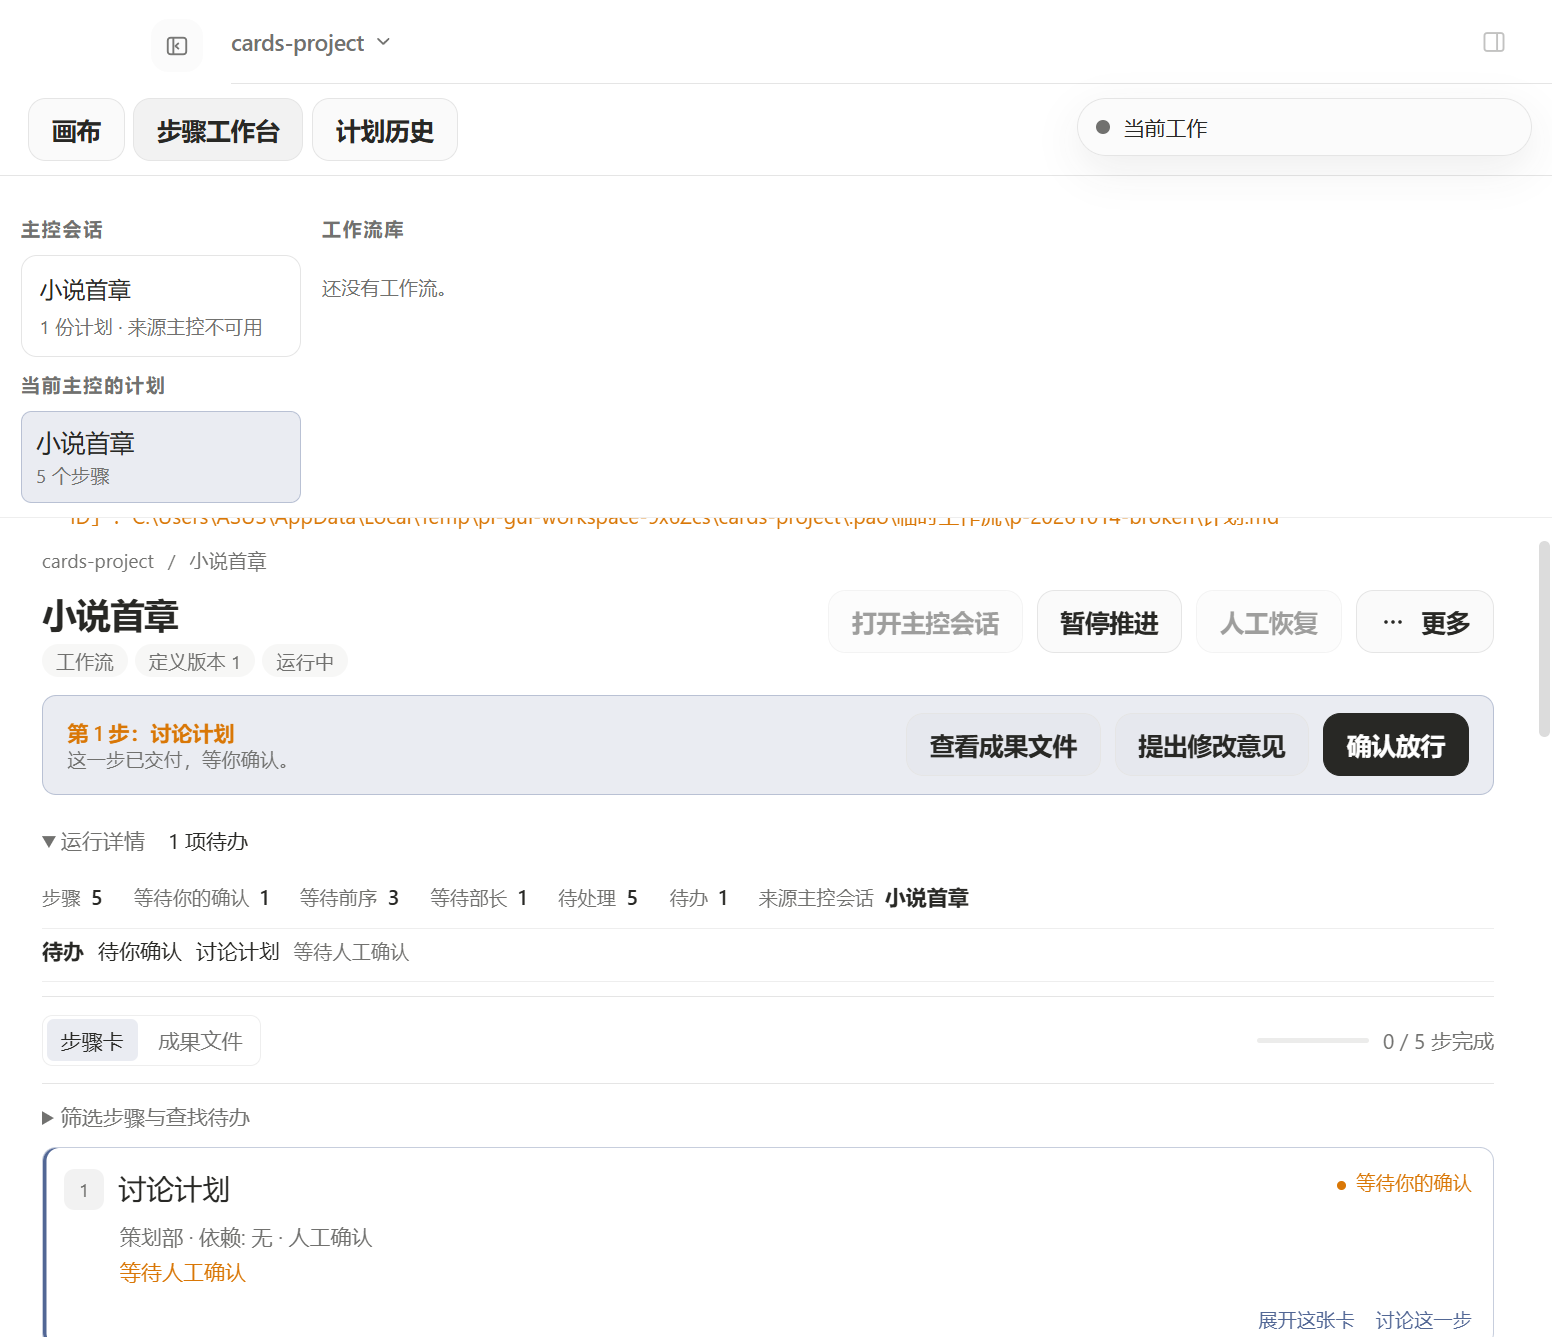 cards-project
画布
步骤工作台
计划历史
当前工作
主控会话
小说首章
1 份计划 · 来源主控不可用
当前主控的计划
小说首章
5 个步骤
工作流库
还没有工作流。
cards-project / 小说首章
小说首章
打开主控会话
暂停推进
人工恢复
··· 更多
工作流 定义版本 1 运行中
第 1 步：讨论计划
这一步已交付，等你确认。
查看成果文件
提出修改意见
确认放行
▼运行详情 1 项待办
步骤 5 等待你的确认 1 等待前序 3 等待部长 1 待处理 5 待办 1 来源主控会话 小说首章
待办 待你确认 讨论计划 等待人工确认
步骤卡 成果文件
0 / 5 步完成
▶筛选步骤与查找待办
1 讨论计划
等待你的确认
策划部 · 依赖: 无 · 人工确认
等待人工确认
展开这张卡 讨论这一步